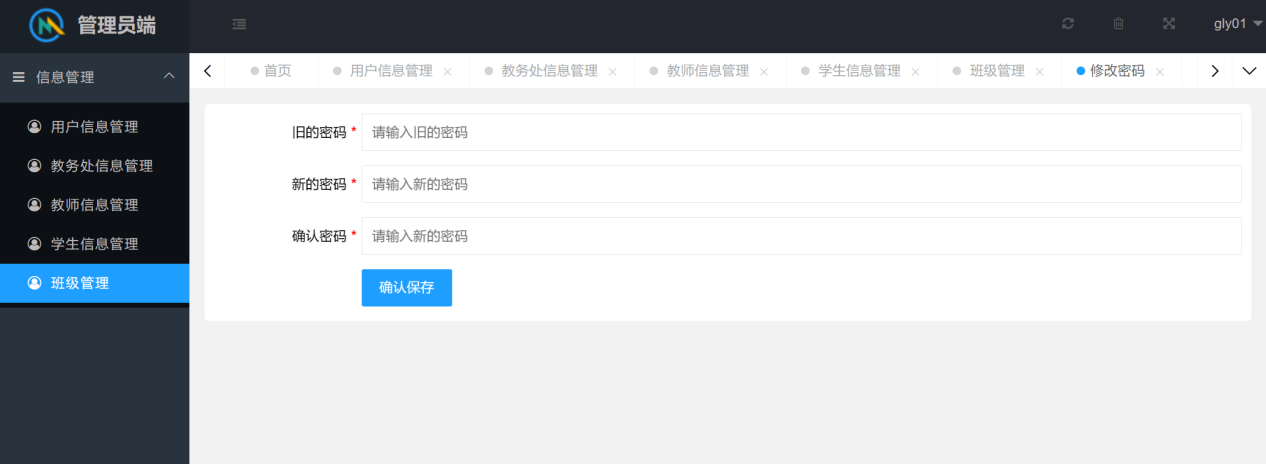 管理员端
gly01
信息管理
用户信息管理
教务处信息管理
教师信息管理
学生信息管理
班级管理
首页 用户信息管理 教务处信息管理 教师信息管理 学生信息管理 班级管理 修改密码
旧的密码 * 请输入旧的密码
新的密码 * 请输入新的密码
确认密码 * 请输入新的密码
确认保存